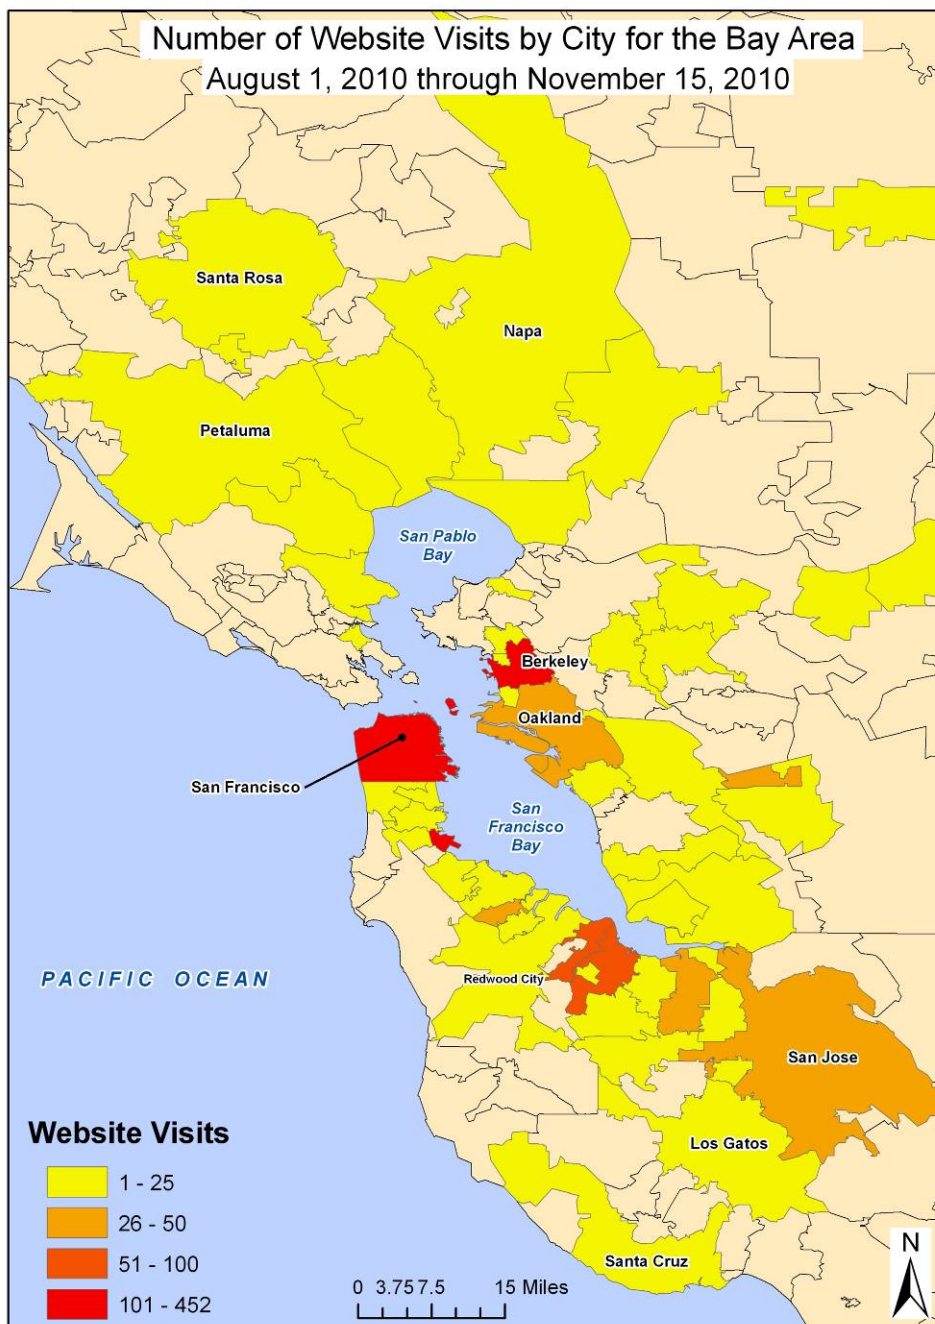 Number of Website Visits by City for the Bay Area
August 1, 2010 through November 15, 2010
Santa Rosa
Napa
Petaluma
San Pablo
Bay
Berkeley
Oakland
San Francisco
San
Francisco
Bay
PACIFIC OCEAN
Redwood City
San Jose
Los Gatos
Santa Cruz
Website Visits
1 - 25
26 - 50
51 - 100
101 - 452
0 3.75 7.5 15 Miles
N